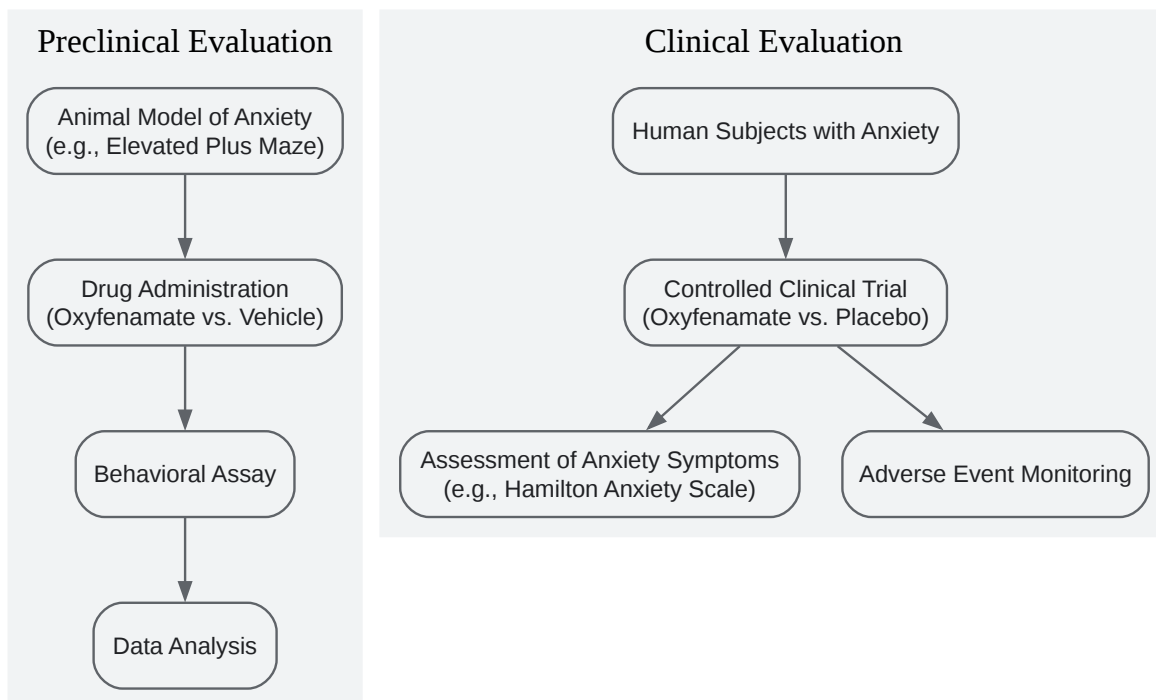 Preclinical Evaluation
Animal Model of Anxiety
(e.g., Elevated Plus Maze)
Drug Administration
(Oxyfenamate vs. Vehicle)
Behavioral Assay
Data Analysis
Clinical Evaluation
Human Subjects with Anxiety
Controlled Clinical Trial
(Oxyfenamate vs. Placebo)
Assessment of Anxiety Symptoms
(e.g., Hamilton Anxiety Scale)
Adverse Event Monitoring